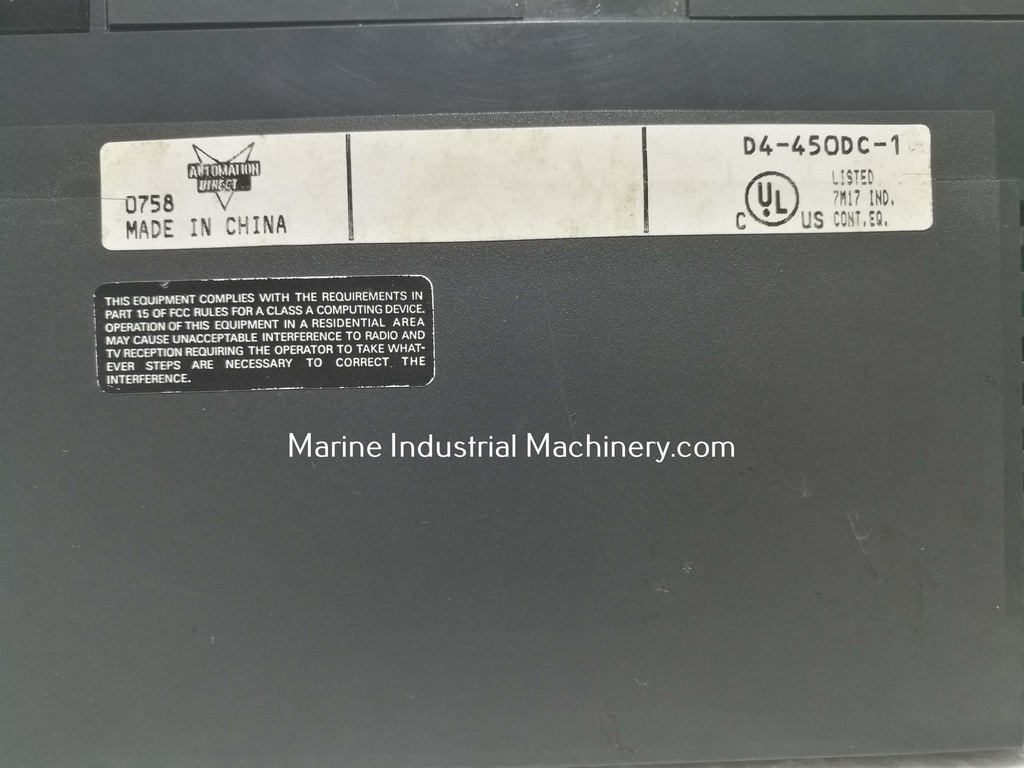 AUTOMATION
DIRECT
0758
MADE IN CHINA
D4-450DC-1
LISTED
7M17 IND.
CONT.EQ.
C UL US
THIS EQUIPMENT COMPLIES WITH THE REQUIREMENTS IN
PART 15 OF FCC RULES FOR A CLASS A COMPUTING DEVICE.
OPERATION OF THIS EQUIPMENT IN A RESIDENTIAL AREA
MAY CAUSE UNACCEPTABLE INTERFERENCE TO RADIO AND
TV RECEPTION REQUIRING THE OPERATOR TO TAKE WHAT-
EVER STEPS ARE NECESSARY TO CORRECT THE
INTERFERENCE.
Marine Industrial Machinery.com